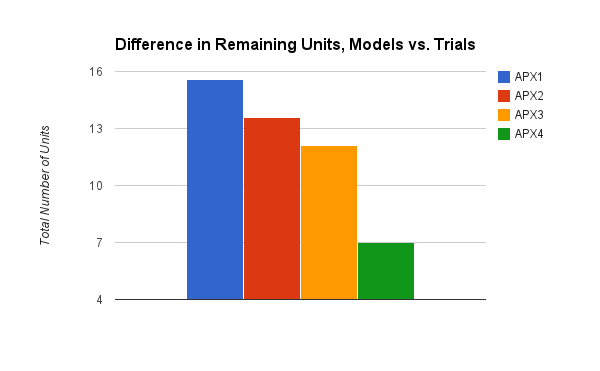 Difference in Remaining Units, Models vs. Trials
Total Number of Units
16
13
10
7
4
APX1
APX2
APX3
APX4